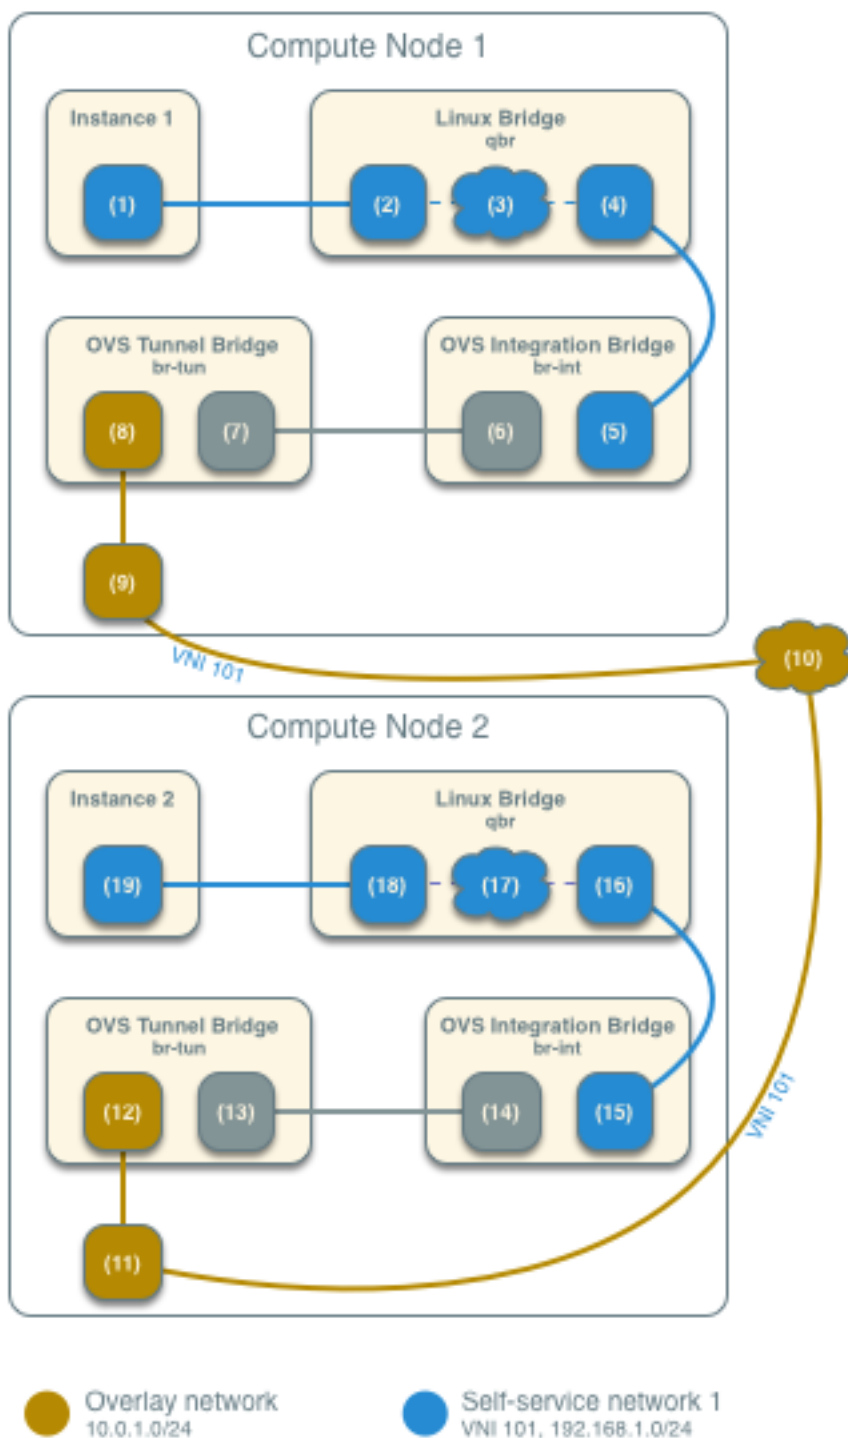 Compute Node 1
Instance 1
Linux Bridge
qbr
(1)
(2)
(3)
(4)
OVS Tunnel Bridge
br-tun
OVS Integration Bridge
br-int
(8)
(7)
(6)
(5)
(9)
VNI 101
(10)
Compute Node 2
Instance 2
Linux Bridge
qbr
(19)
(18)
(17)
(16)
OVS Tunnel Bridge
br-tun
OVS Integration Bridge
br-int
(12)
(13)
(14)
(15)
VNI 101
(11)
Overlay network
10.0.1.0/24
Self-service network 1
VNI 101, 192.168.1.0/24